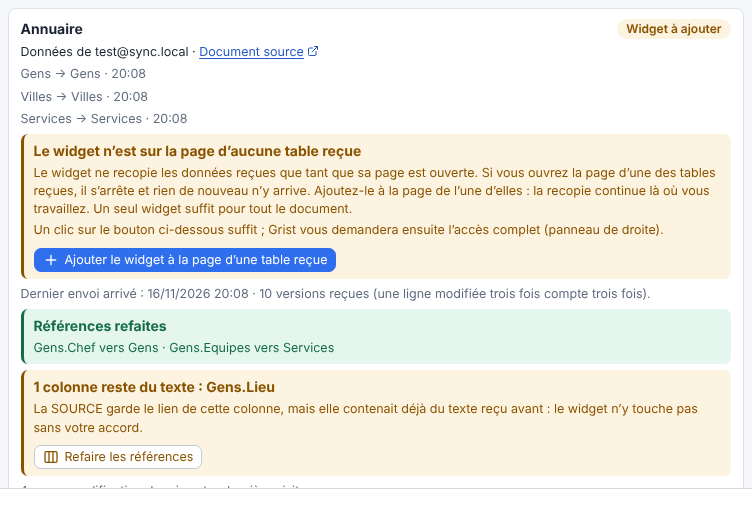 Annuaire
Widget à ajouter
Données de test@sync.local · Document source
Gens → Gens · 20:08
Villes → Villes · 20:08
Services → Services · 20:08
Le widget n’est sur la page d’aucune table reçue
Le widget ne recopie les données reçues que tant que sa page est ouverte. Si vous ouvrez la page d’une des tables
reçues, il s’arrête et rien de nouveau n’y arrive. Ajoutez-le à la page de l’une d’elles : la recopie continue là où vous
travaillez. Un seul widget suffit pour tout le document.
Un clic sur le bouton ci-dessous suffit ; Grist vous demandera ensuite l’accès complet (panneau de droite).
Ajouter le widget à la page d’une table reçue
Dernier envoi arrivé : 16/11/2026 20:08 · 10 versions reçues (une ligne modifiée trois fois compte trois fois).
Références refaites
Gens.Chef vers Gens · Gens.Equipes vers Services
1 colonne reste du texte : Gens.Lieu
La SOURCE garde le lien de cette colonne, mais elle contenait déjà du texte reçu avant : le widget n’y touche pas
sans votre accord.
Refaire les références